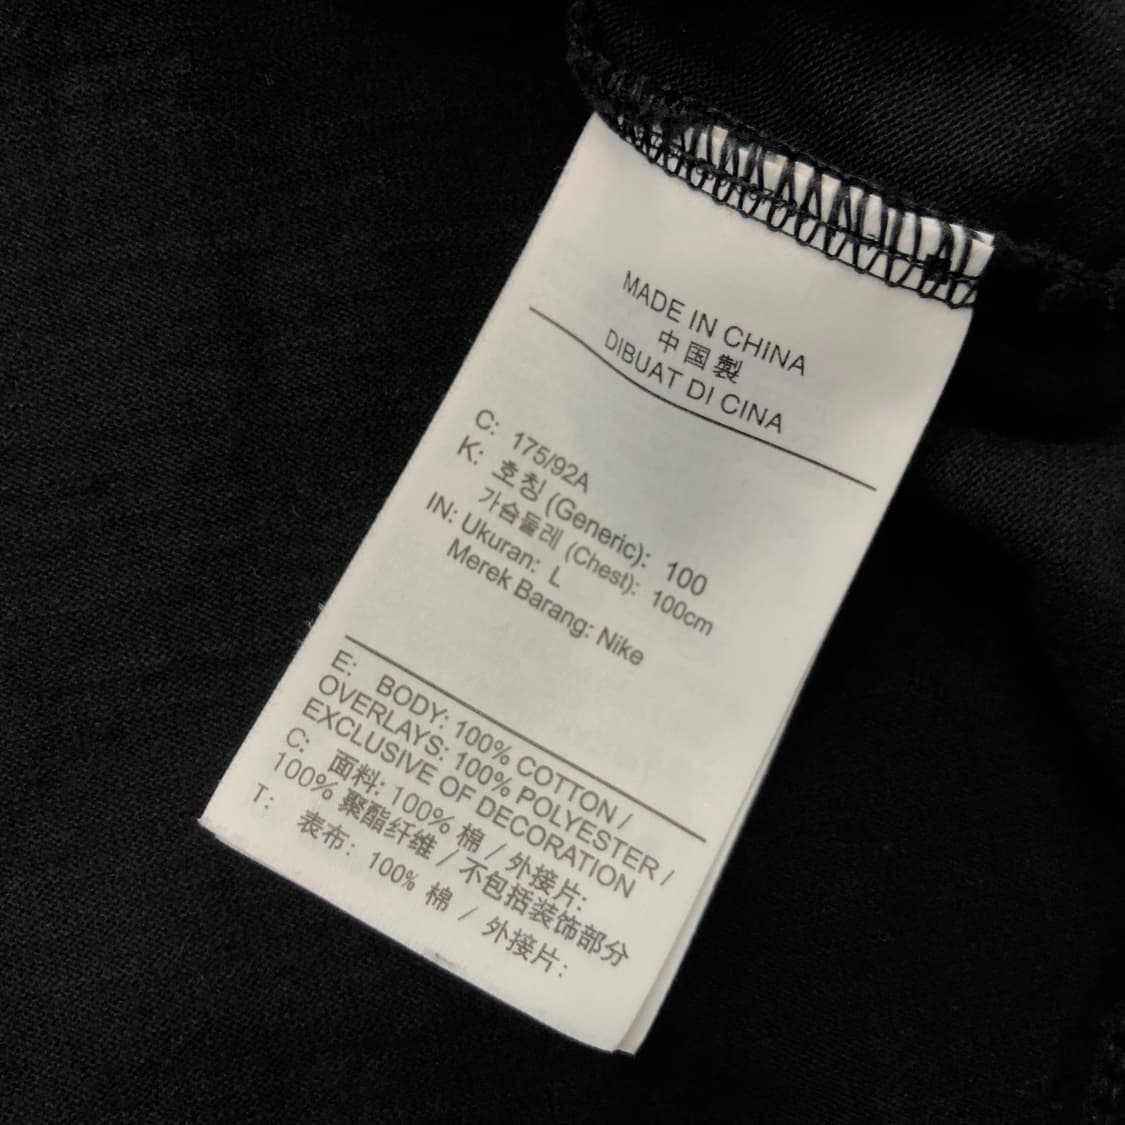 MADE IN CHINA
中国製
DIBUAT DI CINA
C: 175/92A
K: 호칭 (Generic): 100
가슴둘레 (Chest): 100cm
IN: Ukuran: L
Merek Barang: Nike
E: BODY: 100% COTTON /
OVERLAYS: 100% POLYESTER /
EXCLUSIVE OF DECORATION
C: 面料: 100% 棉 / 外接片:
100% 聚酯纤维 / 不包括装饰部分
T: 表布: 100% 棉 / 外接片: